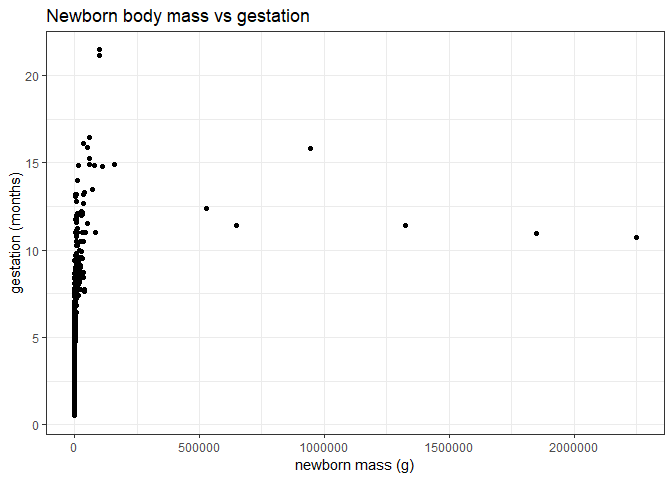 Newborn body mass vs gestation
20
15
10
5
0
gestation (months)
0 500000 1000000 1500000 2000000
newborn mass (g)